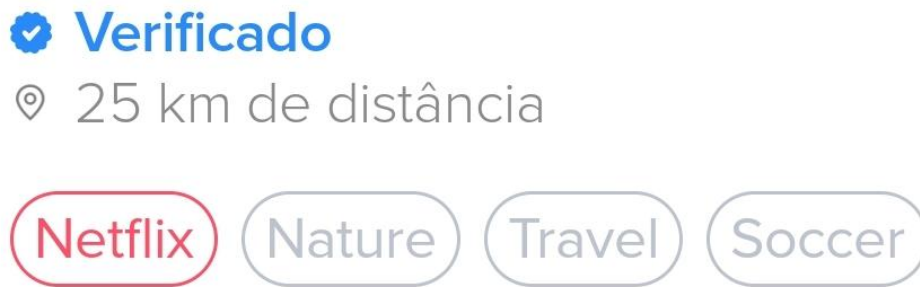 Verificado
25 km de distância
Netflix Nature Travel Soccer